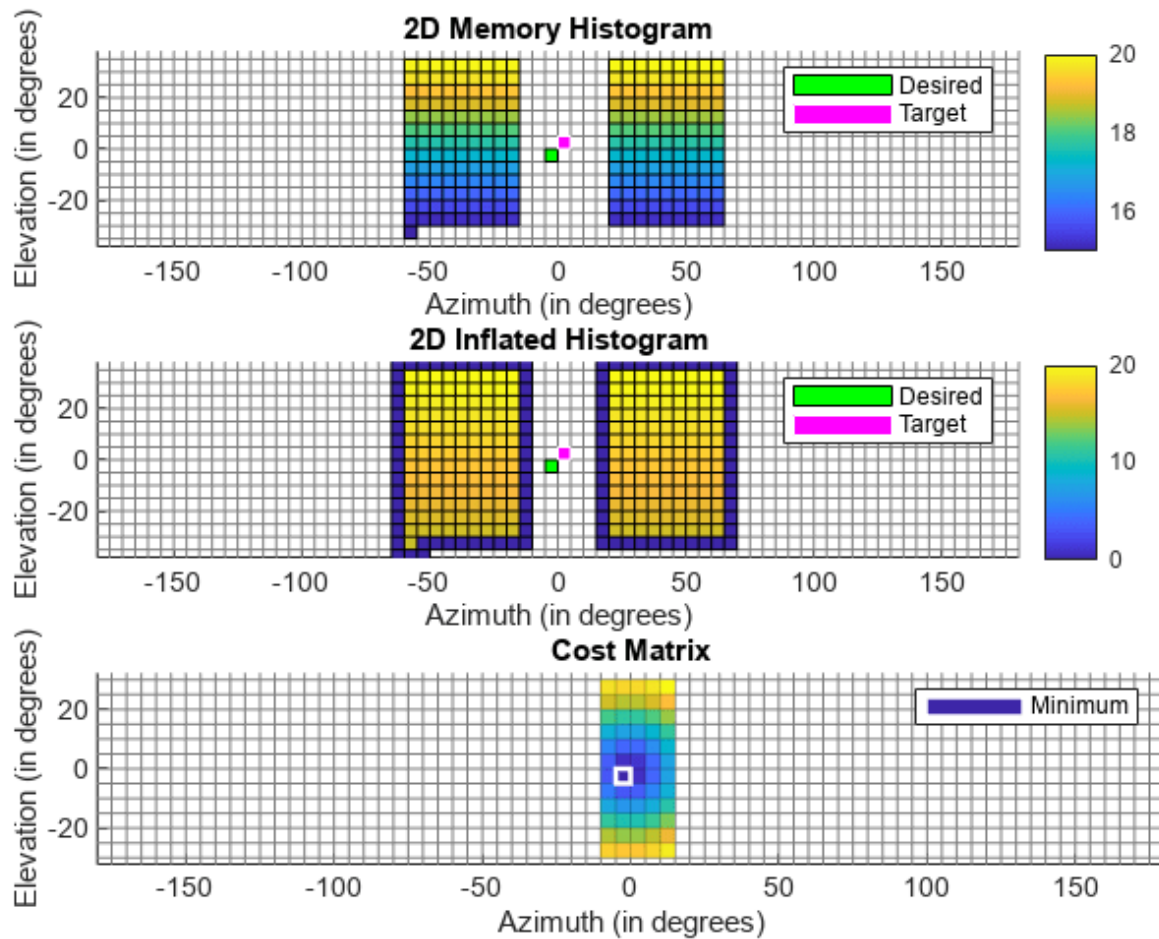 2D Memory Histogram
Elevation (in degrees)
20
0
-20
-150 -100 -50 0 50 100 150
Azimuth (in degrees)
Desired
Target
20
18
16
2D Inflated Histogram
Elevation (in degrees)
20
0
-20
-150 -100 -50 0 50 100 150
Azimuth (in degrees)
Desired
Target
20
10
0
Cost Matrix
Elevation (in degrees)
20
0
-20
-150 -100 -50 0 50 100 150
Azimuth (in degrees)
Minimum